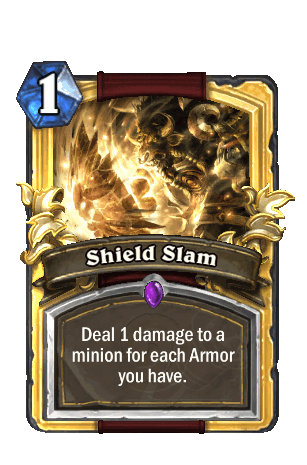 1
Shield Slam
Deal 1 damage to a
minion for each Armor
you have.